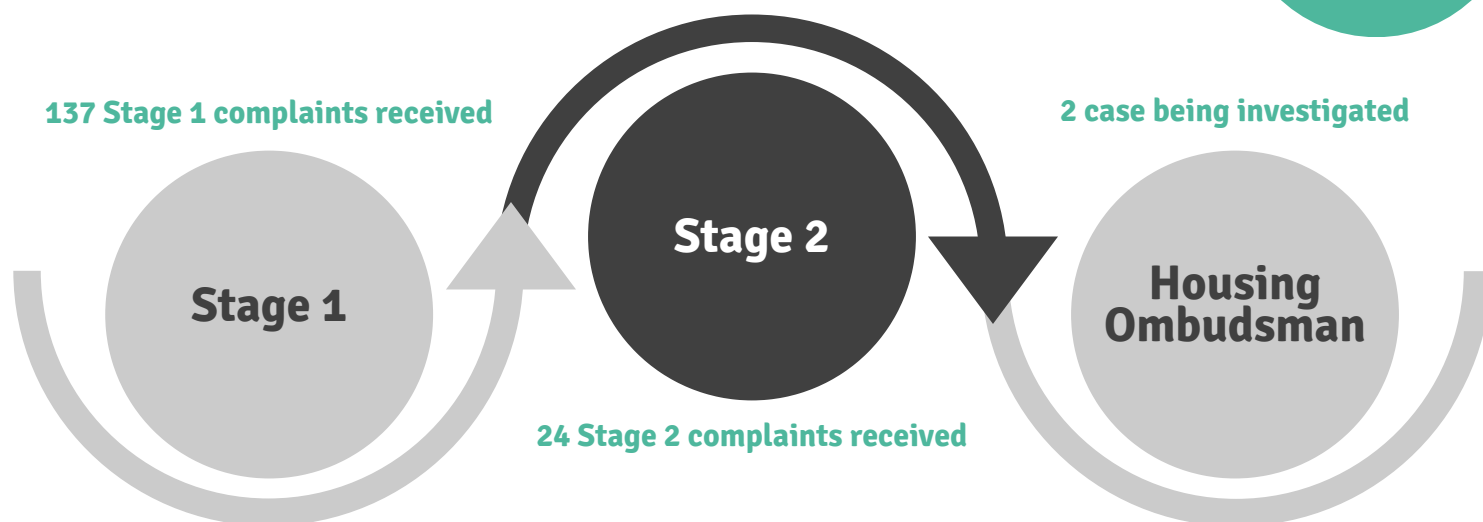 137 Stage 1 complaints received
Stage 1
Stage 2
24 Stage 2 complaints received
2 case being investigated
Housing
Ombudsman